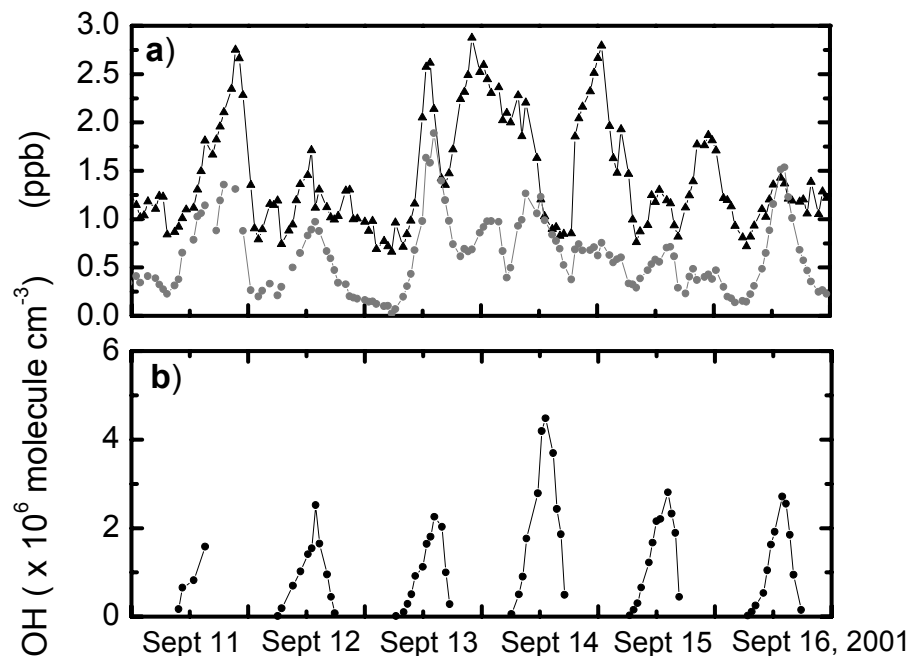 3.0
2.5
2.0
1.5
1.0
0.5
0.0
(ppb)
a)
6
4
2
0
OH ( x 10⁶ molecule cm⁻³)
b)
Sept 11 Sept 12 Sept 13 Sept 14 Sept 15 Sept 16, 2001